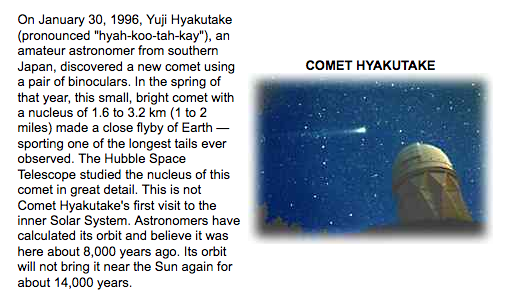 On January 30, 1996, Yuji Hyakutake
(pronounced "hyah-koo-tah-kay"), an
amateur astronomer from southern
Japan, discovered a new comet using
a pair of binoculars. In the spring of
that year, this small, bright comet with
a nucleus of 1.6 to 3.2 km (1 to 2
miles) made a close flyby of Earth —
sporting one of the longest tails ever
observed. The Hubble Space
Telescope studied the nucleus of this
comet in great detail. This is not
Comet Hyakutake's first visit to the
inner Solar System. Astronomers have
calculated its orbit and believe it was
here about 8,000 years ago. Its orbit
will not bring it near the Sun again for
about 14,000 years.
COMET HYAKUTAKE